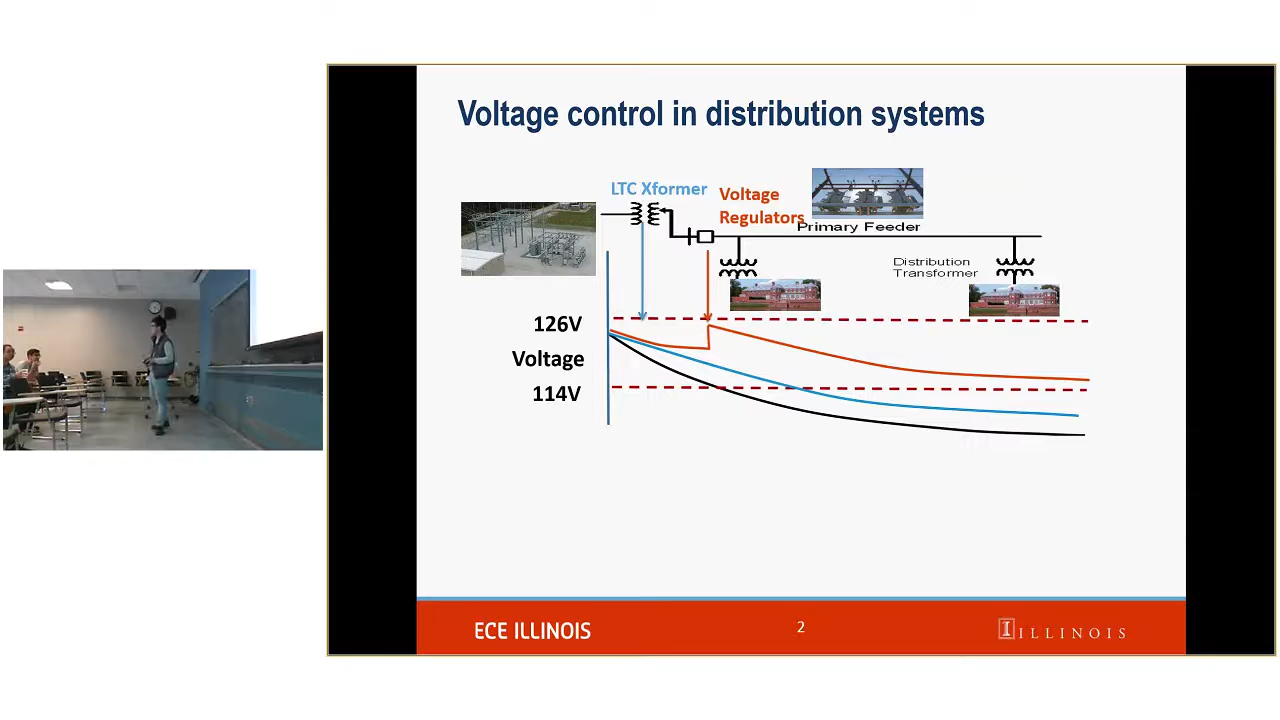 Voltage control in distribution systems
LTC Xformer
Voltage
Regulators
Primary Feeder
Distribution
Transformer
126V
Voltage
114V
ECE ILLINOIS
2
I ILLINOIS